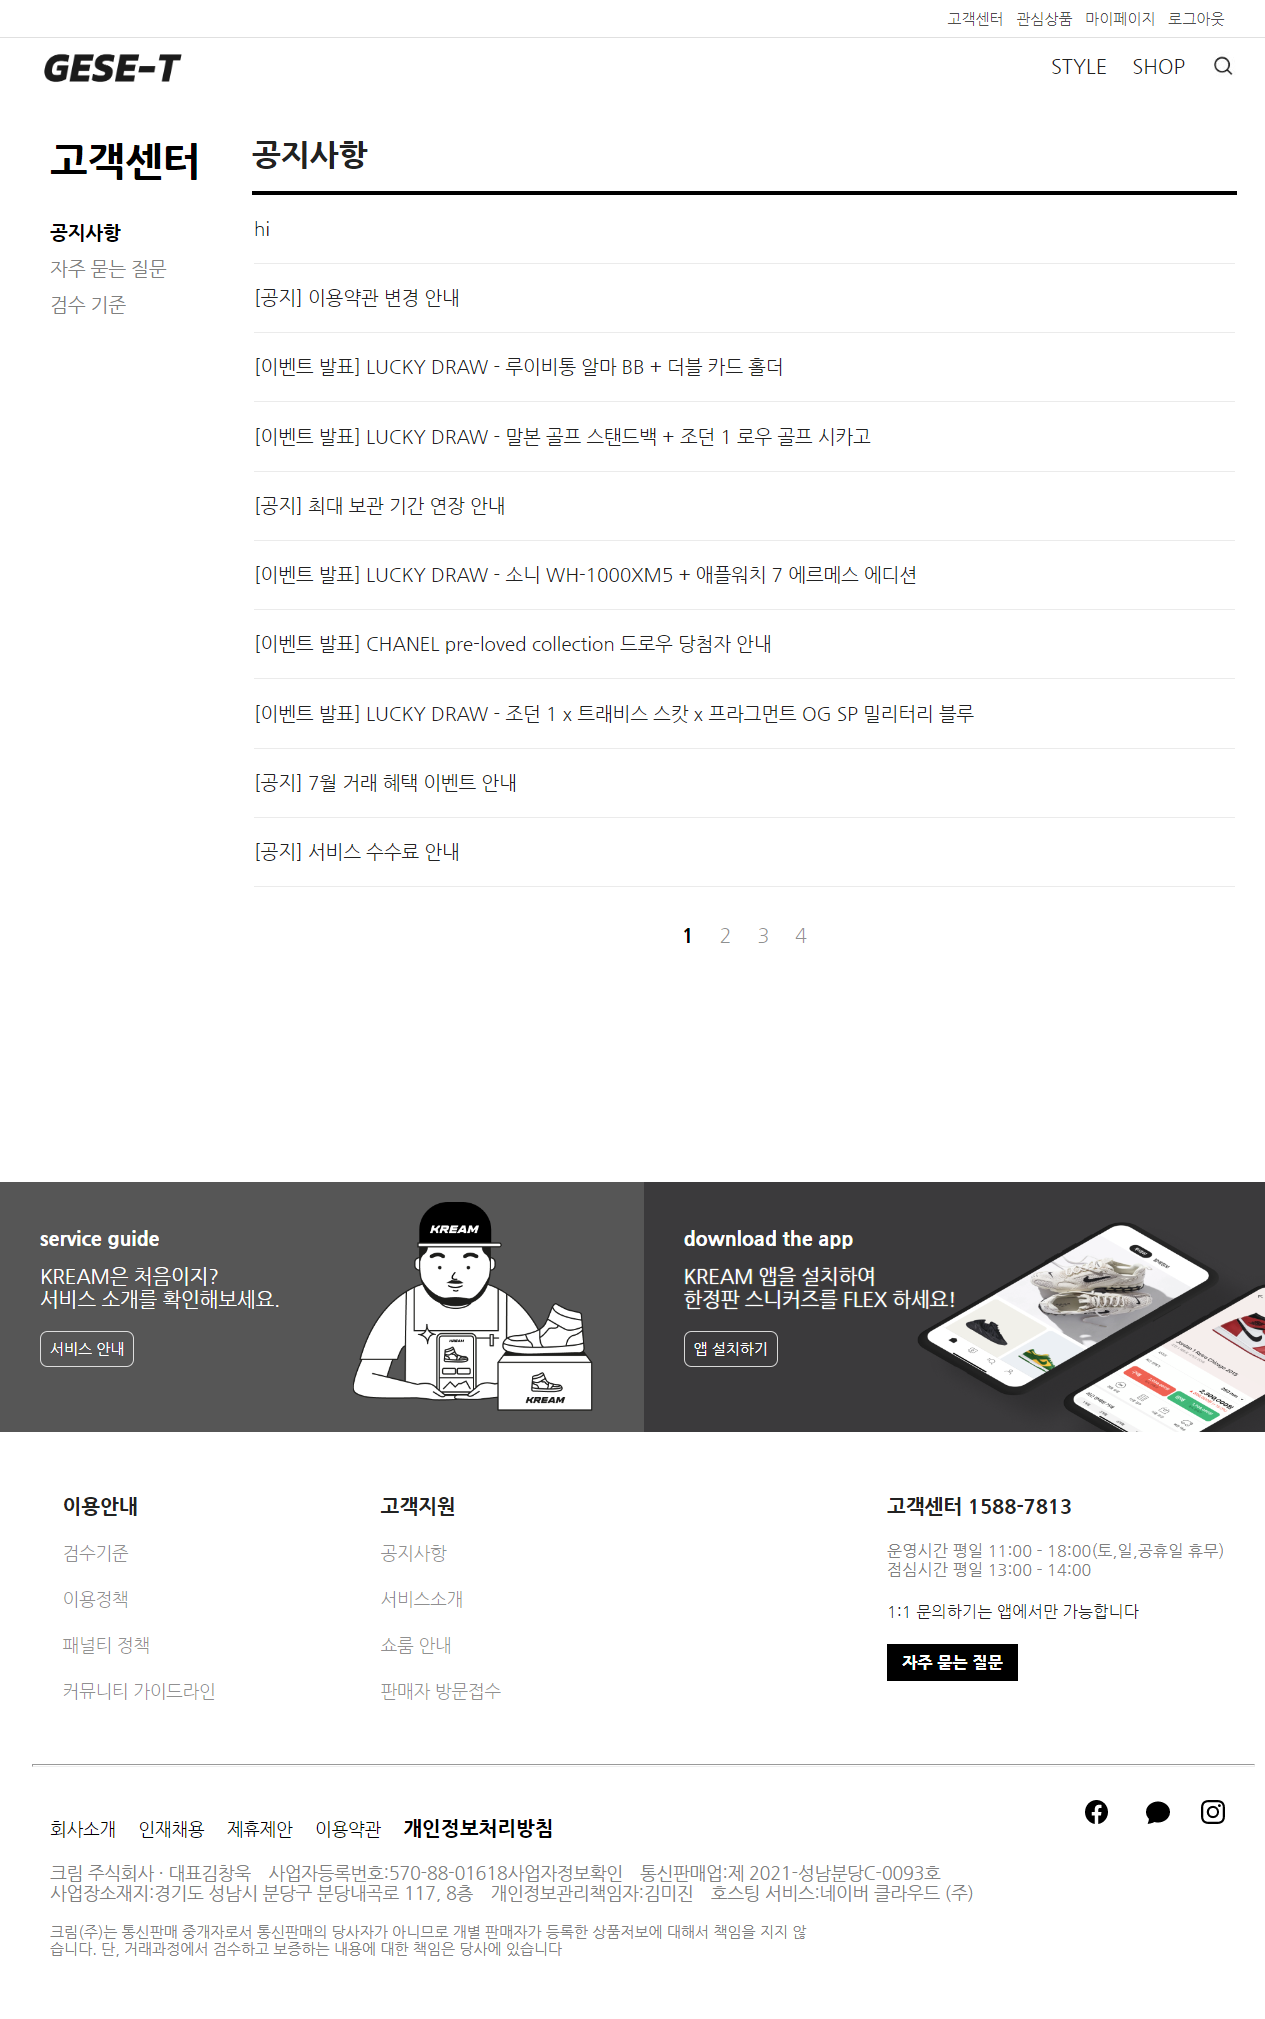 고객센터 관심상품 마이페이지 로그아웃
GESE-T
STYLE SHOP
고객센터
공지사항
자주 묻는 질문
검수 기준
공지사항
hi
[공지] 이용약관 변경 안내
[이벤트 발표] LUCKY DRAW - 루이비통 알마 BB + 더블 카드 홀더
[이벤트 발표] LUCKY DRAW - 말본 골프 스탠드백 + 조던 1 로우 골프 시카고
[공지] 최대 보관 기간 연장 안내
[이벤트 발표] LUCKY DRAW - 소니 WH-1000XM5 + 애플워치 7 에르메스 에디션
[이벤트 발표] CHANEL pre-loved collection 드로우 당첨자 안내
[이벤트 발표] LUCKY DRAW - 조던 1 x 트래비스 스캇 x 프라그먼트 OG SP 밀리터리 블루
[공지] 7월 거래 혜택 이벤트 안내
[공지] 서비스 수수료 안내
1 2 3 4
service guide
KREAM은 처음이지?
서비스 소개를 확인해보세요.
서비스 안내
KREAM
KREAM
KREAM
download the app
KREAM 앱을 설치하여
한정판 스니커즈를 FLEX 하세요!
앱 설치하기
이용안내
검수기준
이용정책
패널티 정책
커뮤니티 가이드라인
고객지원
공지사항
서비스소개
쇼룸 안내
판매자 방문접수
고객센터 1588-7813
운영시간 평일 11:00 - 18:00(토,일,공휴일 휴무)
점심시간 평일 13:00 - 14:00
1:1 문의하기는 앱에서만 가능합니다
자주 묻는 질문
회사소개 인재채용 제휴제안 이용약관 개인정보처리방침
크림 주식회사 · 대표김창욱 사업자등록번호:570-88-01618사업자정보확인 통신판매업:제 2021-성남분당C-0093호
사업장소재지:경기도 성남시 분당구 분당내곡로 117, 8층 개인정보관리책임자:김미진 호스팅 서비스:네이버 클라우드 (주)
크림(주)는 통신판매 중개자로서 통신판매의 당사자가 아니므로 개별 판매자가 등록한 상품저보에 대해서 책임을 지지 않
습니다. 단, 거래과정에서 검수하고 보증하는 내용에 대한 책임은 당사에 있습니다